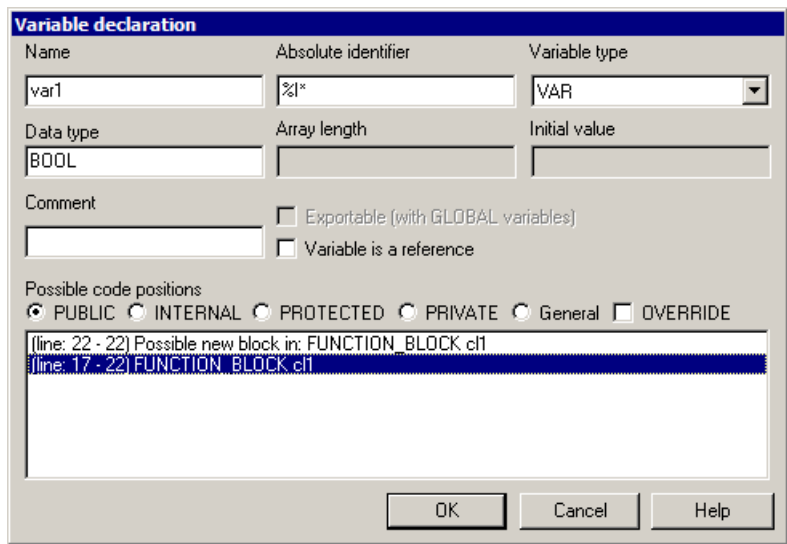 Variable declaration
Name Absolute identifier Variable type
var1 %I* VAR
Data type Array length Initial value
BOOL
Comment
Exportable (with GLOBAL variables)
Variable is a reference
Possible code positions
PUBLIC INTERNAL PROTECTED PRIVATE General OVERRIDE
(line: 22 - 22) Possible new block in: FUNCTION_BLOCK cl1
(line: 17 - 22) FUNCTION_BLOCK cl1
OK Cancel Help